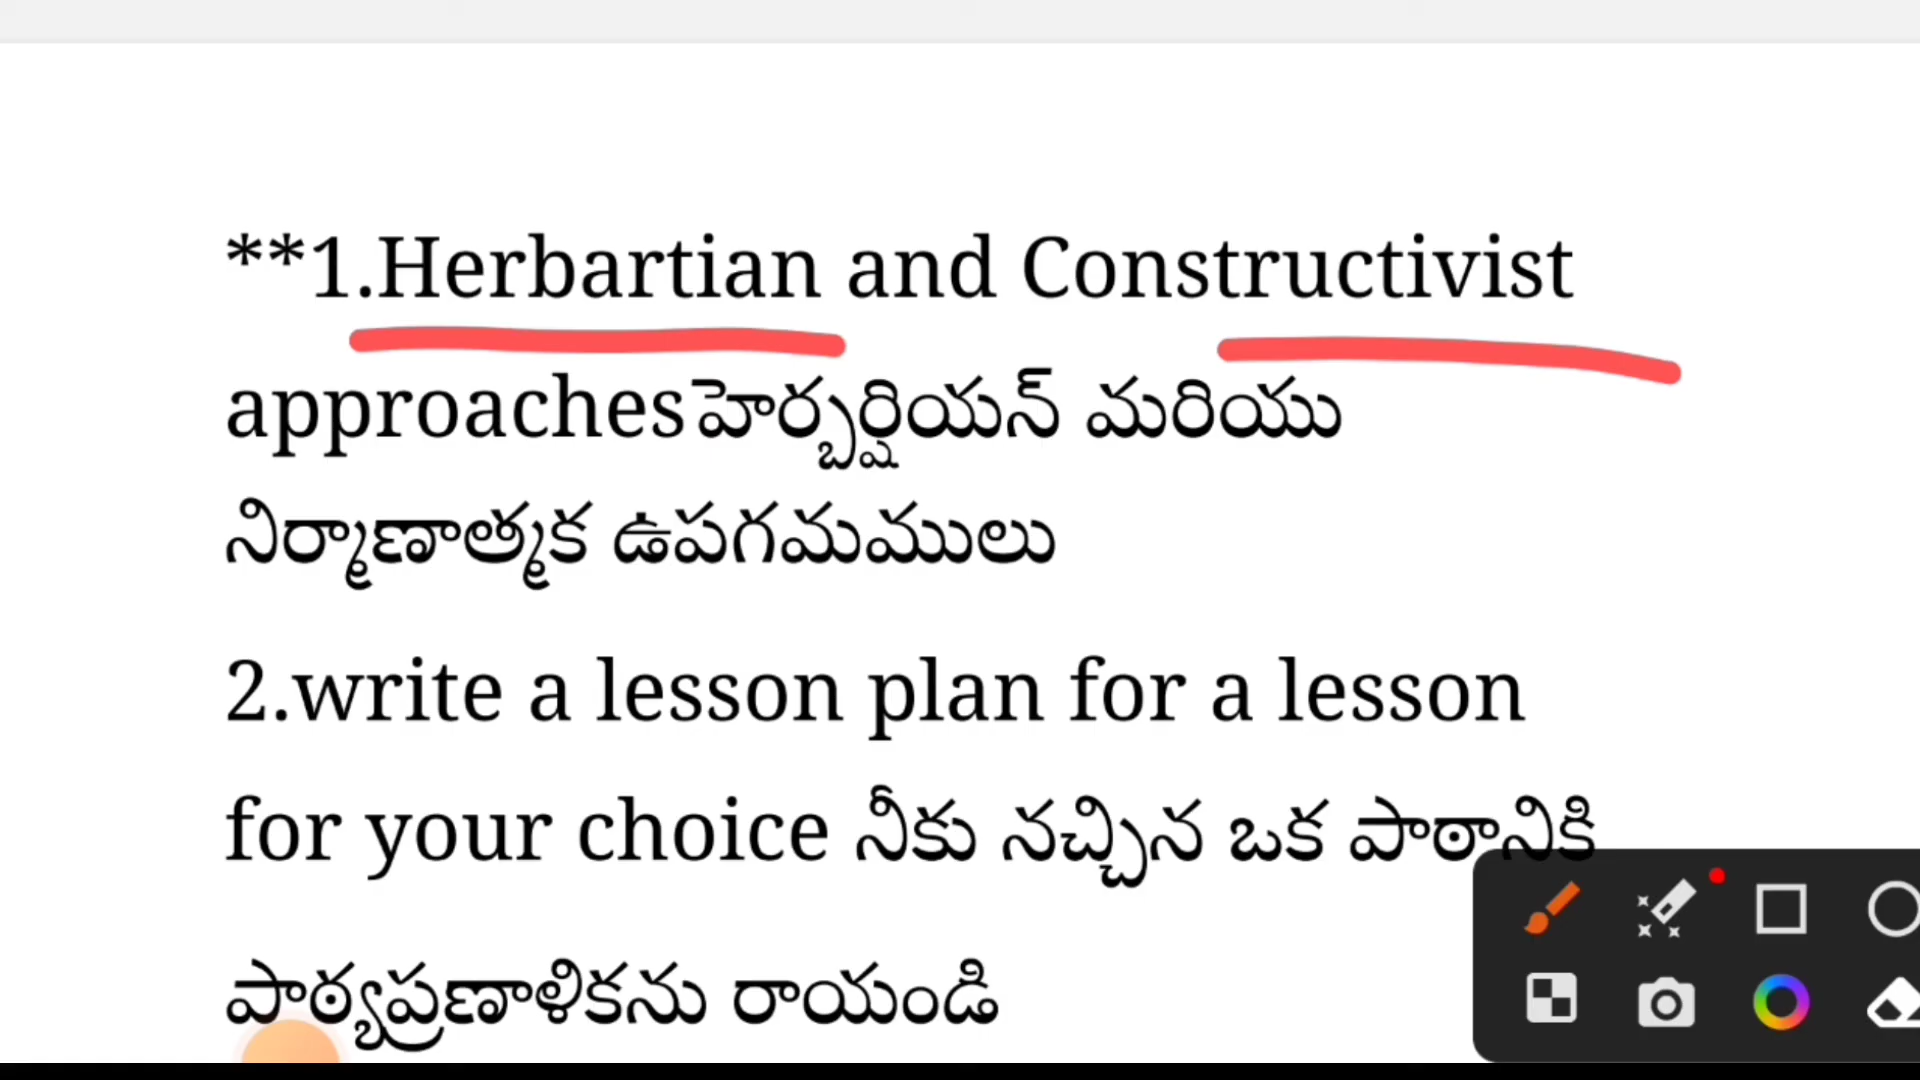 **1.Herbartian and Constructivist
approachesహెర్బర్షియన్ మరియు
నిర్మాణాత్మక ఉపగమములు
2.write a lesson plan for a lesson
for your choice నీకు నచ్చిన ఒక పాఠానికి
పాఠ్యప్రణాళికను రాయండి